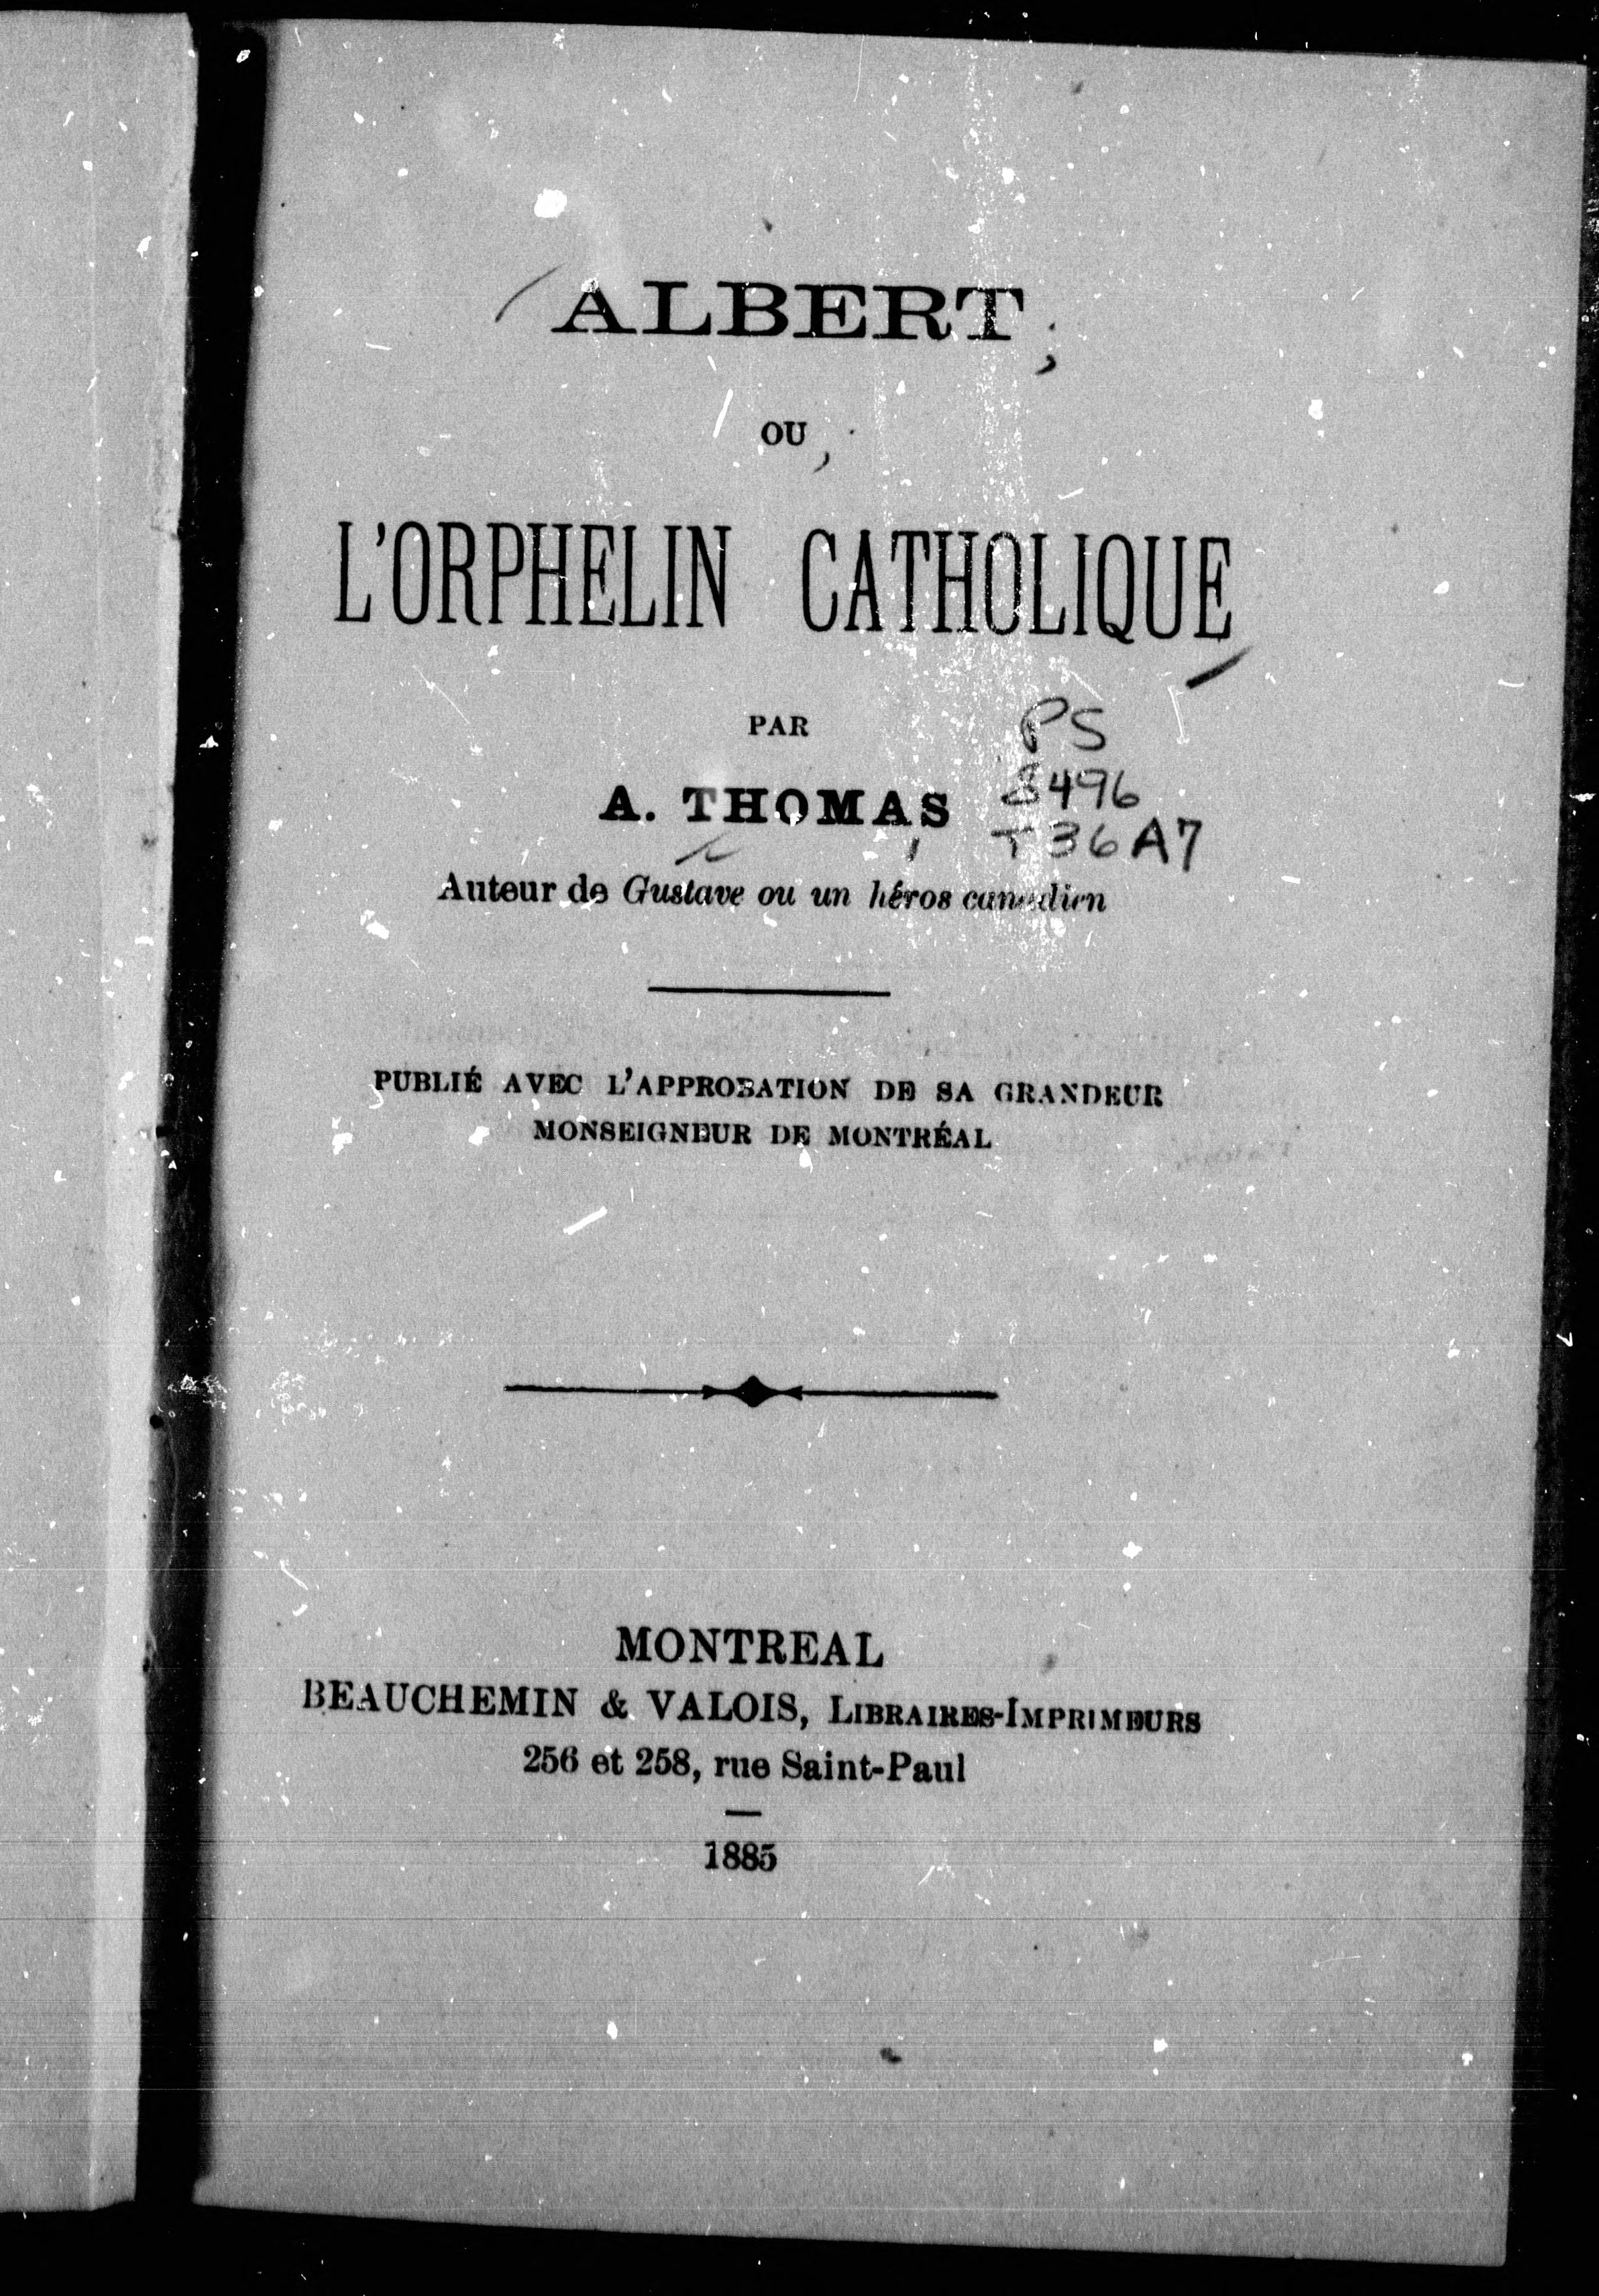 ALBERT,
OU,
L'ORPHELIN CATHOLIQUE
PAR
PS
8496
A. THOMAS
T36A7
Auteur de Gustave ou un héros canadien
PUBLIÉ AVEC L'APPROBATION DE SA GRANDEUR
MONSEIGNEUR DE MONTRÉAL
MONTREAL
BEAUCHEMIN & VALOIS, LIBRAIRES-IMPRIMEURS
256 et 258, rue Saint-Paul
1885